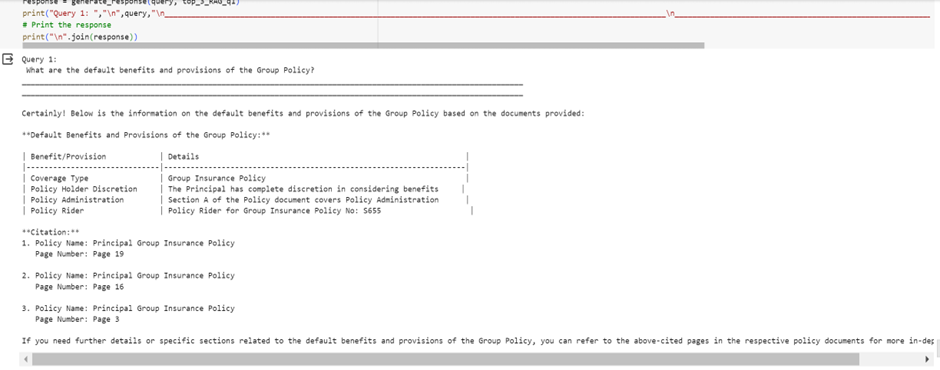 response = generate_response(query, top_3_RAG_q1)
print("Query 1: ","\n",query,"\n____________________\n____________________
# Print the response
print("\n".join(response))
Query 1:
What are the default benefits and provisions of the Group Policy?
Certainly! Below is the information on the default benefits and provisions of the Group Policy based on the documents provided:
**Default Benefits and Provisions of the Group Policy:**
| Benefit/Provision | Details |
|------------------------------|----------------------------------------------------------------------|
| Coverage Type | Group Insurance Policy |
| Policy Holder Discretion | The Principal has complete discretion in considering benefits |
| Policy Administration | Section A of the Policy document covers Policy Administration |
| Policy Rider | Policy Rider for Group Insurance Policy No: S655 |
**Citation:**
1. Policy Name: Principal Group Insurance Policy
Page Number: Page 19
2. Policy Name: Principal Group Insurance Policy
Page Number: Page 16
3. Policy Name: Principal Group Insurance Policy
Page Number: Page 3
If you need further details or specific sections related to the default benefits and provisions of the Group Policy, you can refer to the above-cited pages in the respective policy documents for more